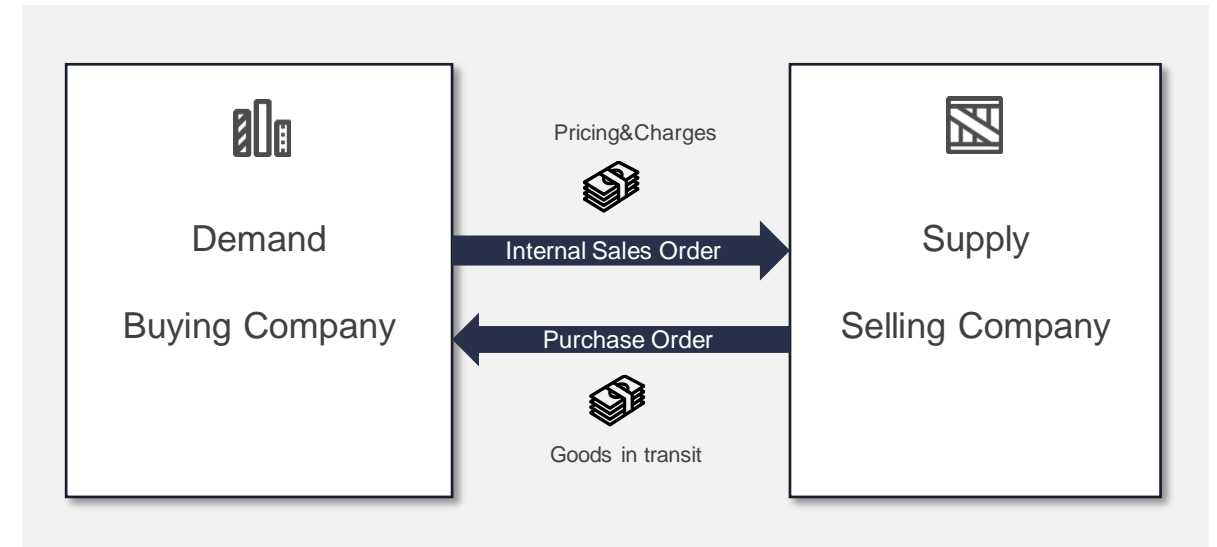 Pricing&Charges
Demand
Internal Sales Order
Supply
Buying Company
Purchase Order
Selling Company
Goods in transit